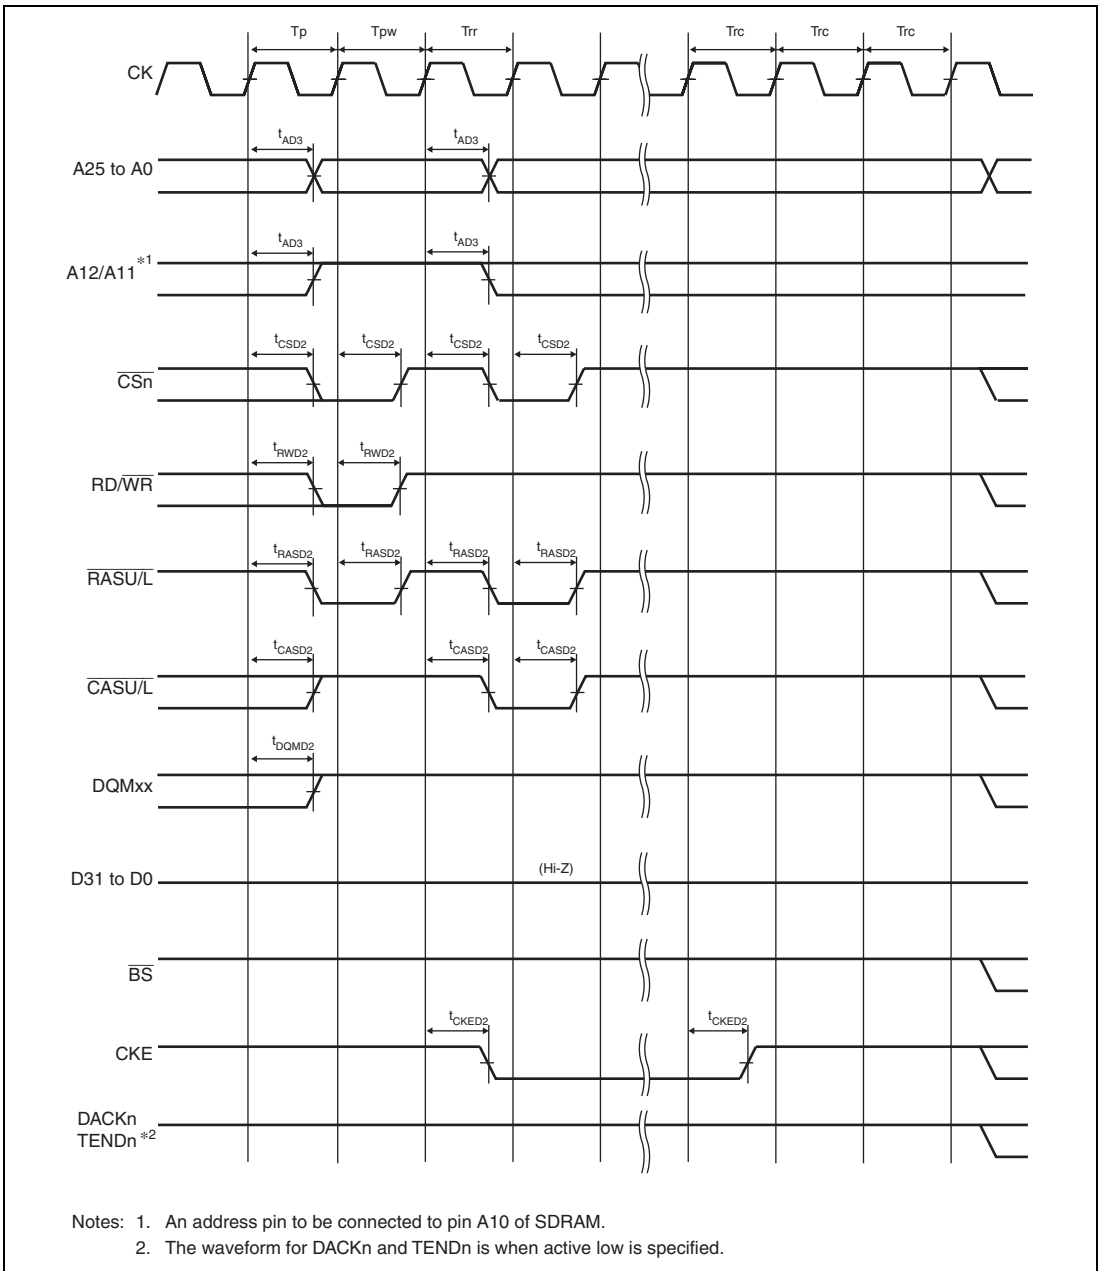 Tp Tpw Trr Trc Trc Trc
CK
tAD3 tAD3
A25 to A0
tAD3 tAD3
A12/A11*1
tCSD2 tCSD2 tCSD2 tCSD2
CSn
tRWD2 tRWD2
RD/WR
tRASD2 tRASD2 tRASD2 tRASD2
RASU/L
tCASD2 tCASD2 tCASD2
CASU/L
tDQMD2
DQMxx
(Hi-Z)
D31 to D0
BS
tCKED2 tCKED2
CKE
DACKn
TENDn*2
Notes: 1. An address pin to be connected to pin A10 of SDRAM.
2. The waveform for DACKn and TENDn is when active low is specified.